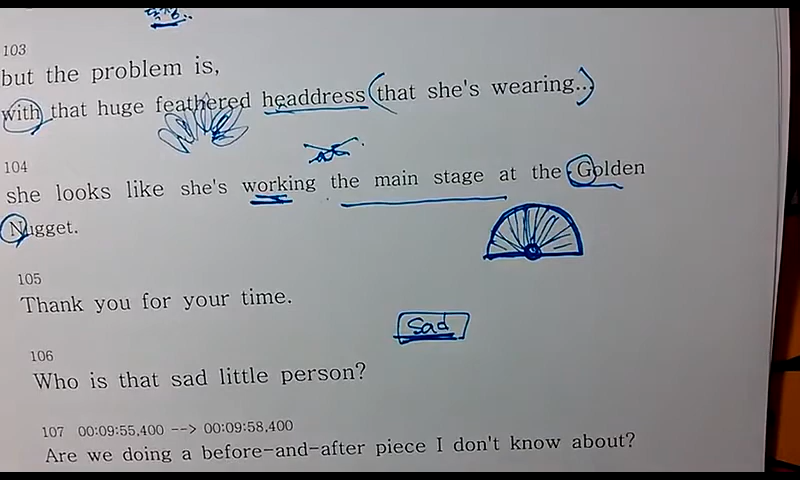 103
but the problem is,
with that huge feathered headdress (that she's wearing..)
at
104
she looks like she's working the main stage at the Golden
Nugget.
105
Thank you for your time.
sad
106
Who is that sad little person?
107 00:09:55,400 --> 00:09:58,400
Are we doing a before-and-after piece I don't know about?